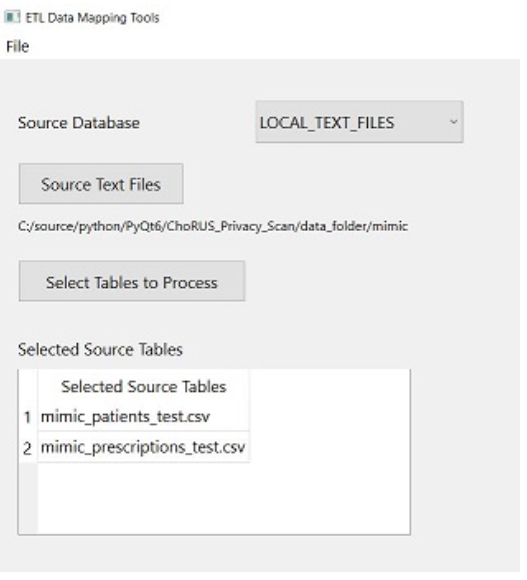 ETL Data Mapping Tools
File
Source Database LOCAL_TEXT_FILES
Source Text Files
C:/source/python/PyQt6/ChoRUS_Privacy_Scan/data_folder/mimic
Select Tables to Process
Selected Source Tables
Selected Source Tables
1 mimic_patients_test.csv
2 mimic_prescriptions_test.csv